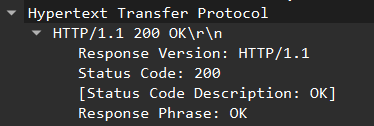 Hypertext Transfer Protocol
HTTP/1.1 200 OK\r\n
Response Version: HTTP/1.1
Status Code: 200
[Status Code Description: OK]
Response Phrase: OK